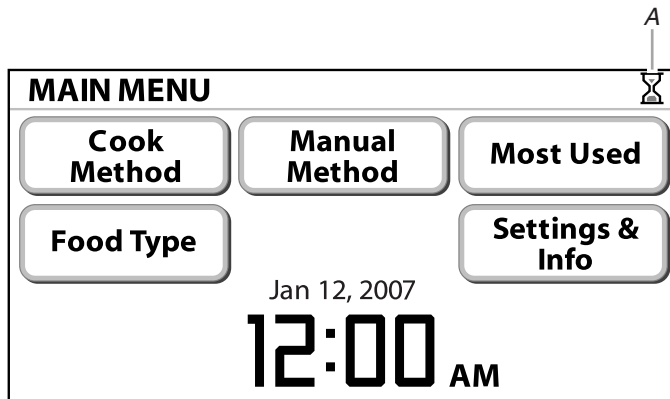 A
MAIN MENU
Cook
Method
Manual
Method
Most Used
Food Type
Settings &
Info
Jan 12, 2007
12:00 AM